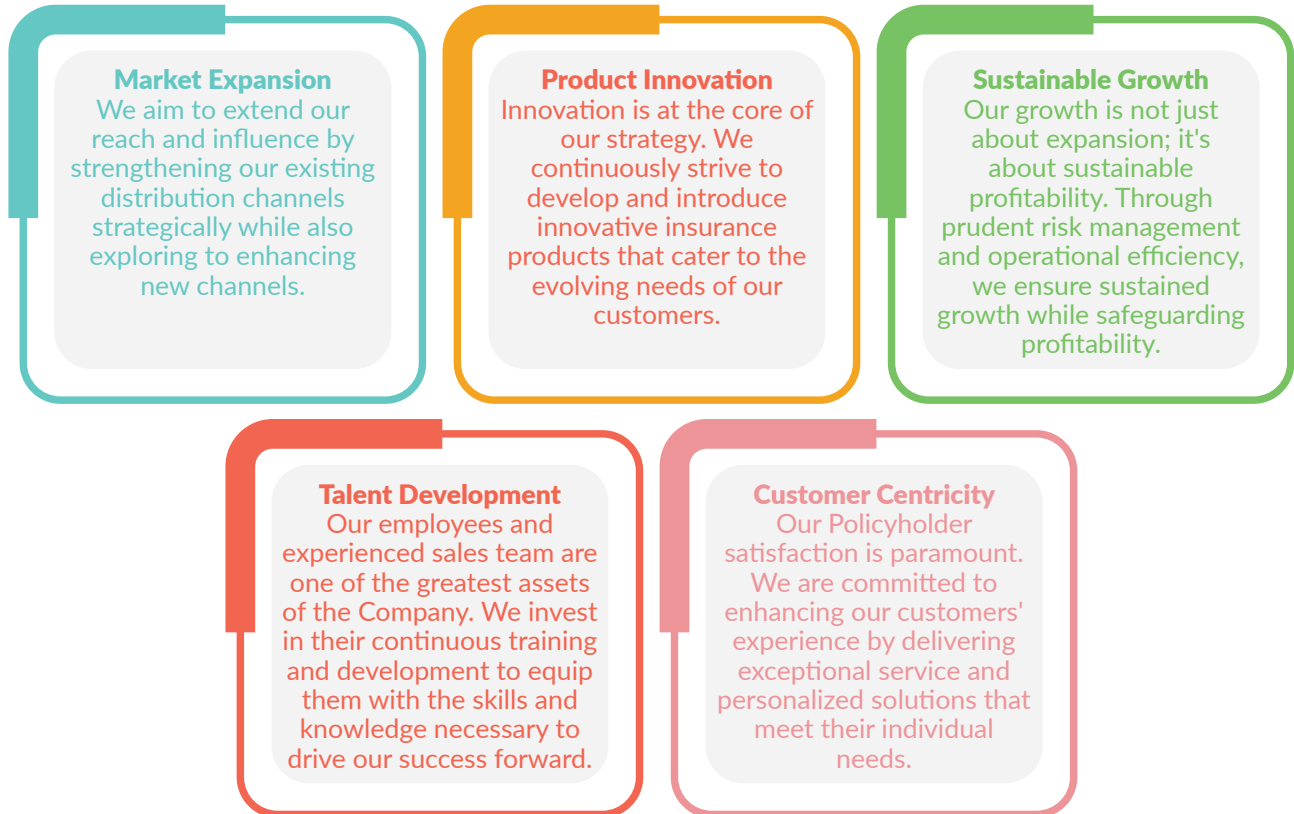 Market Expansion
We aim to extend our
reach and influence by
strengthening our existing
distribution channels
strategically while also
exploring to enhancing
new channels.
Product Innovation
Innovation is at the core of
our strategy. We
continuously strive to
develop and introduce
innovative insurance
products that cater to the
evolving needs of our
customers.
Sustainable Growth
Our growth is not just
about expansion; it's
about sustainable
profitability. Through
prudent risk management
and operational efficiency,
we ensure sustained
growth while safeguarding
profitability.
Talent Development
Our employees and
experienced sales team are
one of the greatest assets
of the Company. We invest
in their continuous training
and development to equip
them with the skills and
knowledge necessary to
drive our success forward.
Customer Centricity
Our Policyholder
satisfaction is paramount.
We are committed to
enhancing our customers'
experience by delivering
exceptional service and
personalized solutions that
meet their individual
needs.